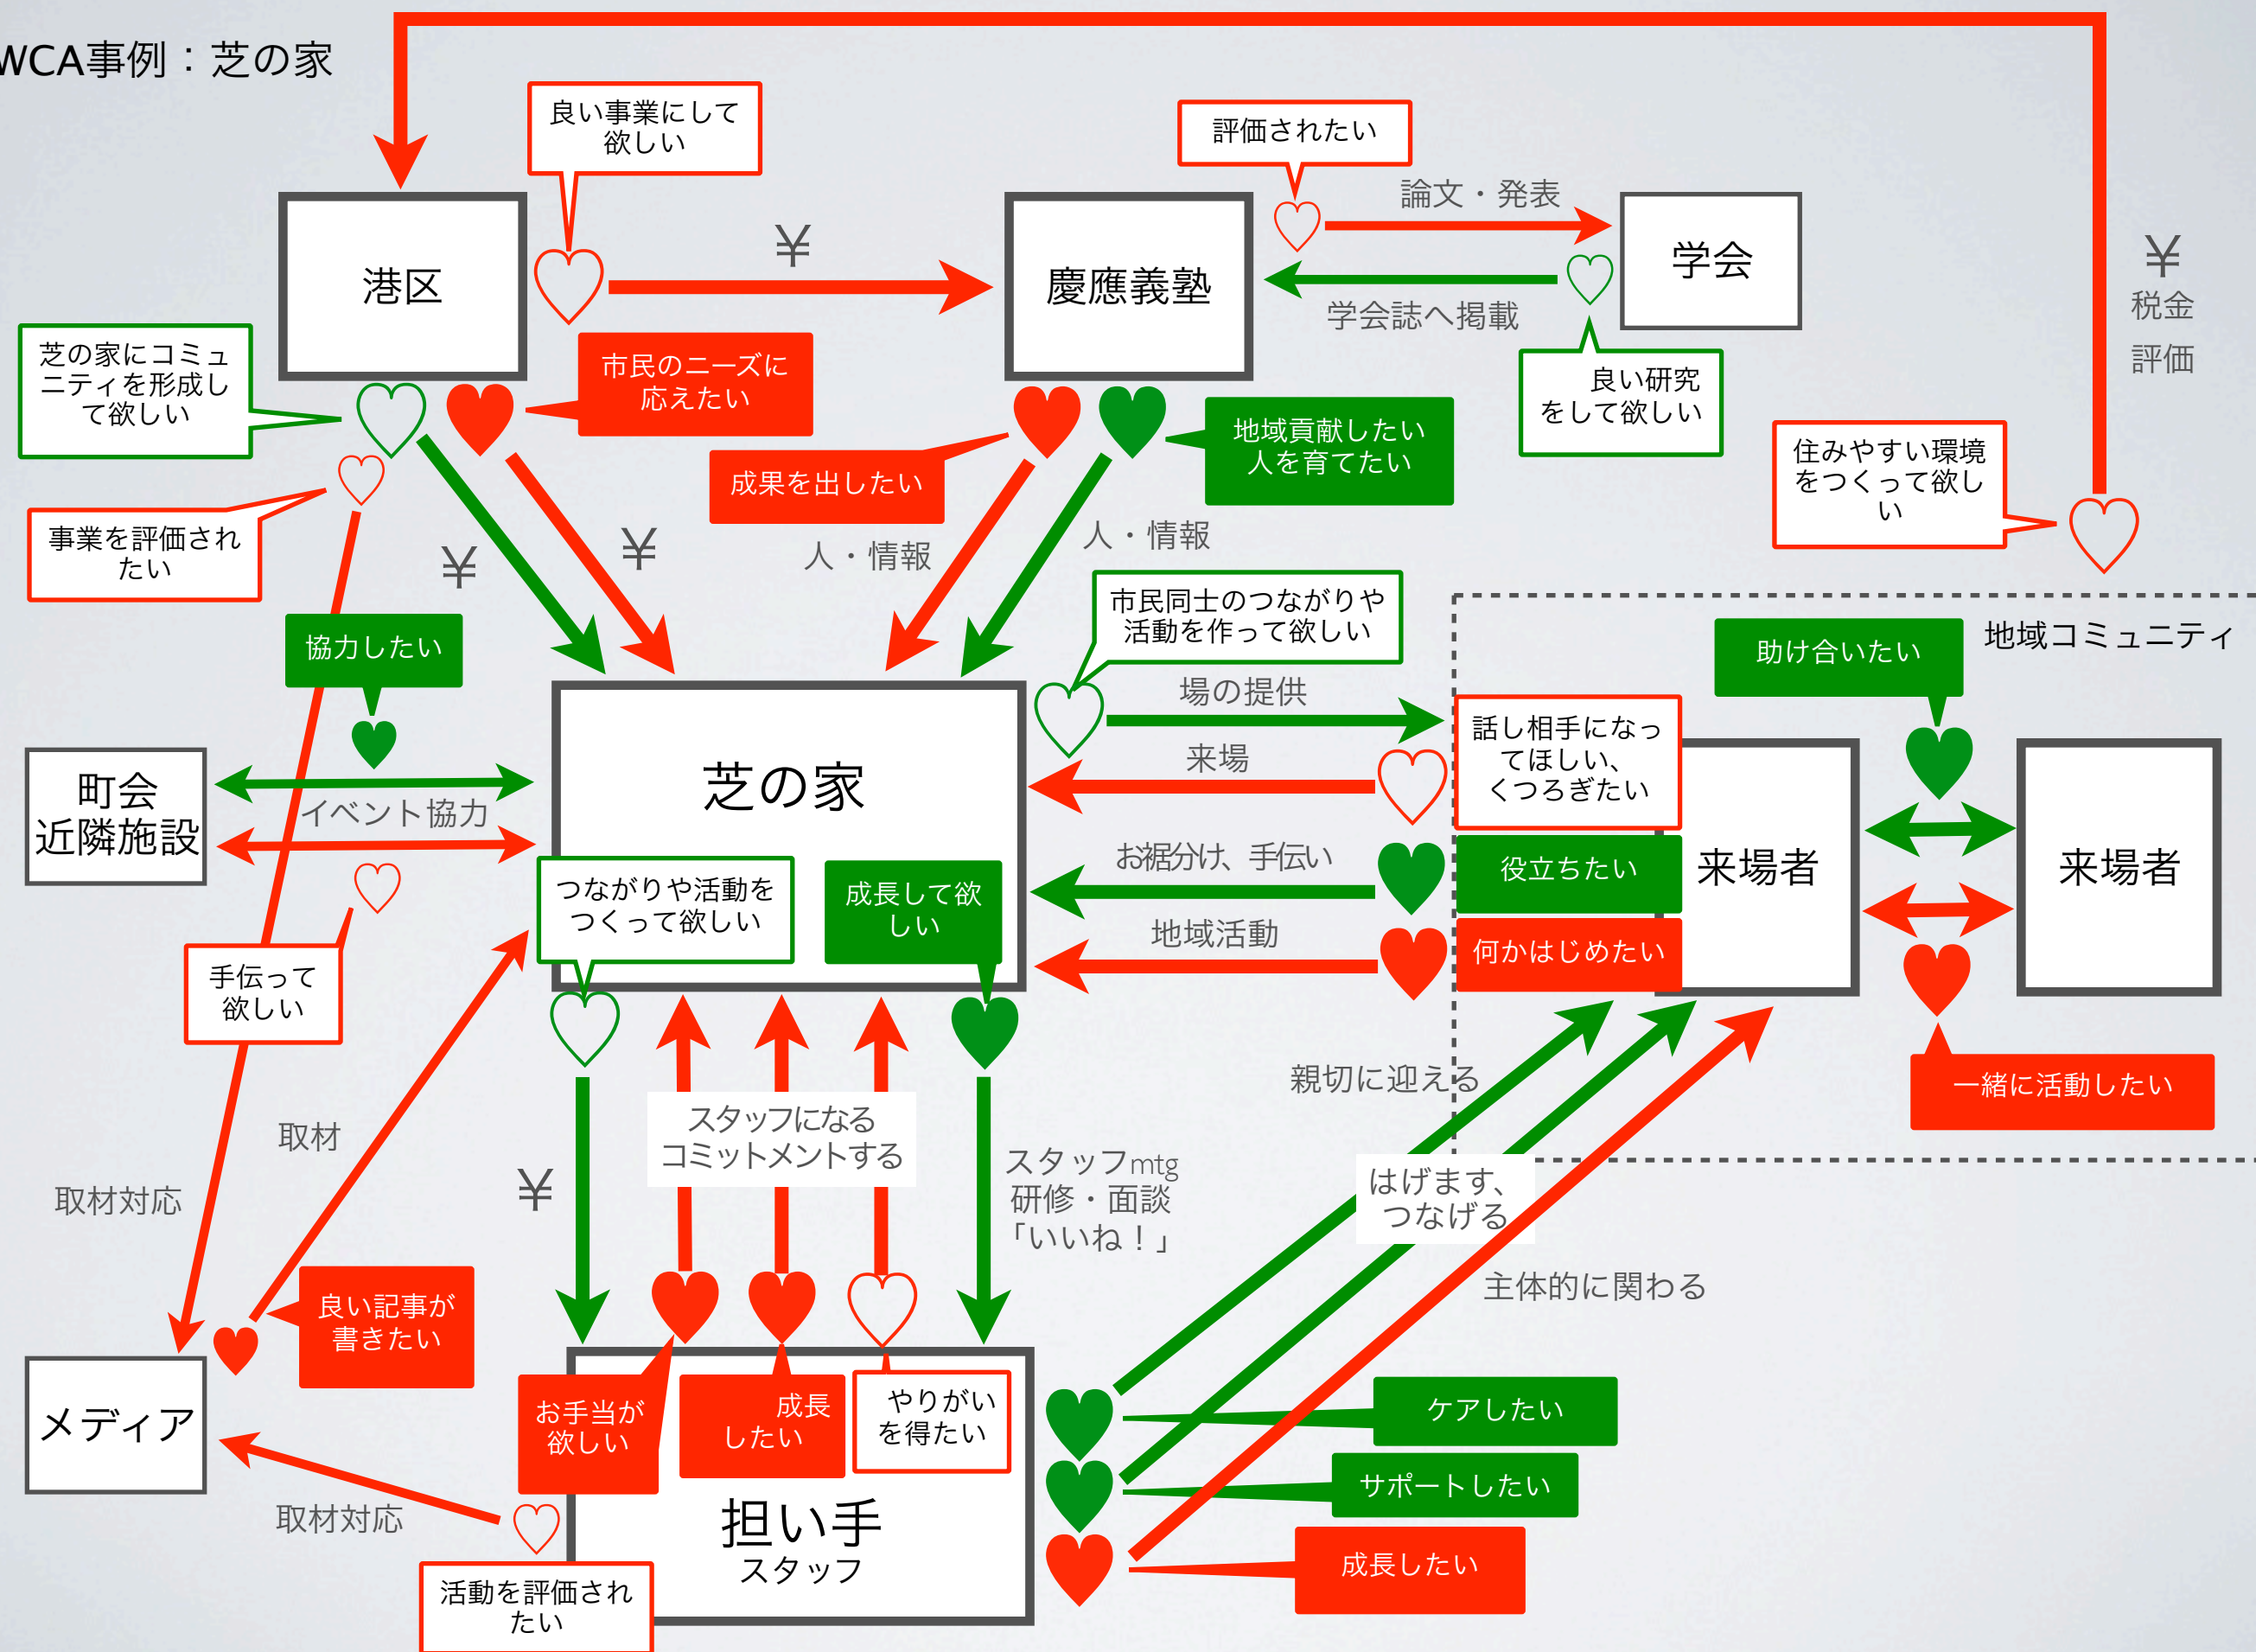 WCA事例：芝の家
良い事業にして
欲しい
評価されたい
論文・発表
港区
¥
慶應義塾
学会
学会誌へ掲載
¥
税金
評価
芝の家にコミュ
ニティを形成し
て欲しい
市民のニーズに
応えたい
良い研究
をして欲しい
地域貢献したい
人を育てたい
成果を出したい
住みやすい環境
をつくって欲し
い
事業を評価され
たい
¥
¥
人・情報
人・情報
市民同士のつながりや
活動を作って欲しい
協力したい
地域コミュニティ
助け合いたい
場の提供
話し相手になっ
てほしい、
くつろぎたい
来場
町会
近隣施設
イベント協力
芝の家
お裾分け、手伝い
役立ちたい
来場者
来場者
つながりや活動を
つくって欲しい
成長して欲
しい
地域活動
何かはじめたい
手伝って
欲しい
一緒に活動したい
親切に迎える
取材
スタッフになる
コミットメントする
スタッフmtg
研修・面談
「いいね！」
¥
取材対応
はげます、
つなげる
主体的に関わる
良い記事が
書きたい
メディア
お手当が
欲しい
成長
したい
やりがい
を得たい
ケアしたい
サポートしたい
取材対応
担い手
スタッフ
成長したい
活動を評価され
たい